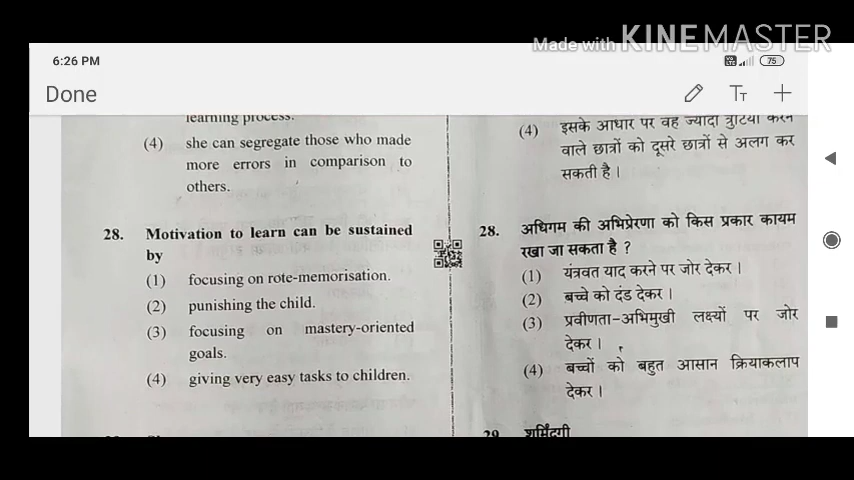 Made with KINEMASTER
6:26 PM
75
Done
Tт
learning process.
(4) she can segregate those who made
more errors in comparison to
others.
28. Motivation to learn can be sustained
by
(1) focusing on rote-memorisation.
(2) punishing the child.
(3) focusing on mastery-oriented
goals.
(4) giving very easy tasks to children.
(4) इसके आधार पर वह ज्यादा त्रुटियाँ करने
वाले छात्रों को दूसरे छात्रों से अलग कर
सकती है ।
28. अधिगम की अभिप्रेरणा को किस प्रकार कायम
रखा जा सकता है ?
(1) यंत्रवत याद करने पर जोर देकर ।
(2) बच्चे को दंड देकर ।
(3) प्रवीणता-अभिमुखी लक्ष्यों पर जोर
देकर ।
(4) बच्चों को बहुत आसान क्रियाकलाप
देकर ।
29. शर्मिंदगी